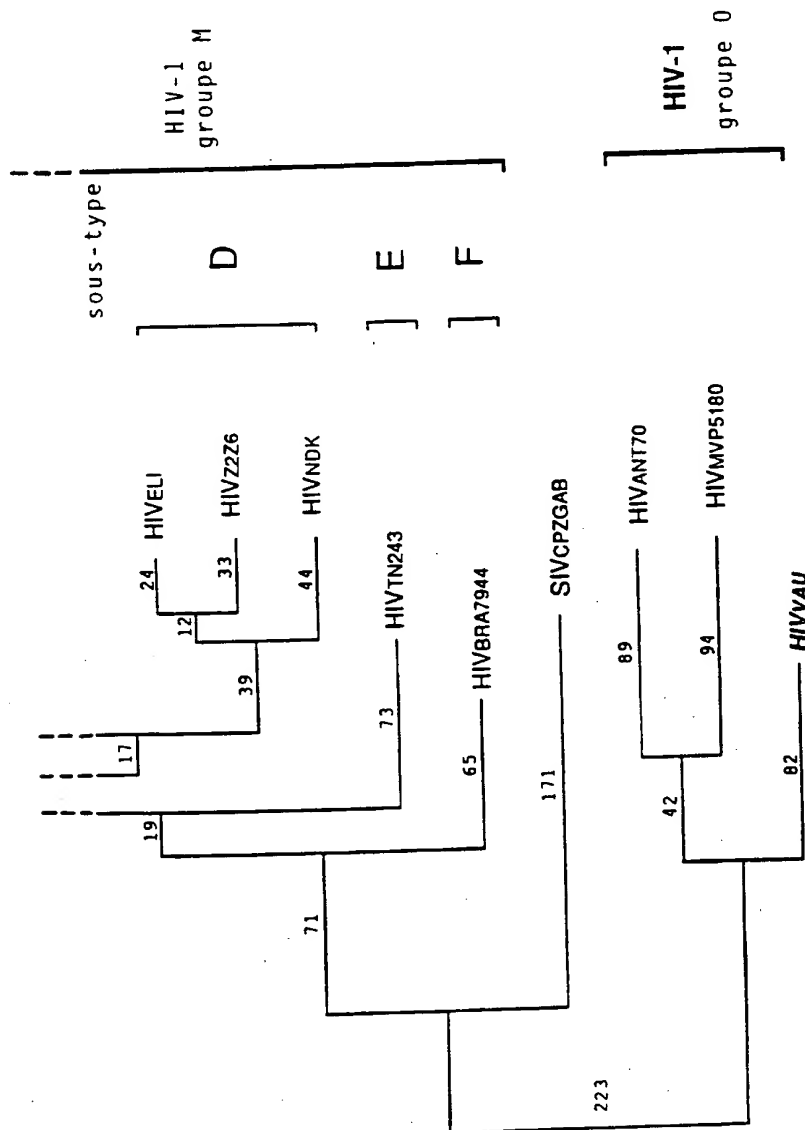 HIV-1
groupe M
sous-type
D
E
F
HIV-1
groupe O
24
HIVELI
12
33
HIVZ2Z6
39
44
HIVNDK
17
19
73
HIVTN243
65
HIVBRA7944
71
171
SIVCPZGAB
89
HIVANT70
42
94
HIVMVP5180
82
HIVVAU
223